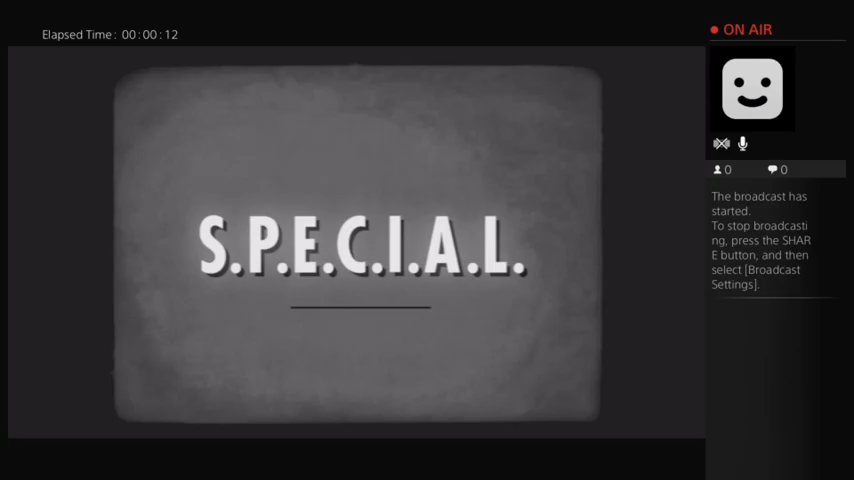 Elapsed Time: 00:00:12
ON AIR
S.P.E.C.I.A.L.
0 0
The broadcast has
started.
To stop broadcasti
ng, press the SHAR
E button, and then
select [Broadcast
Settings].